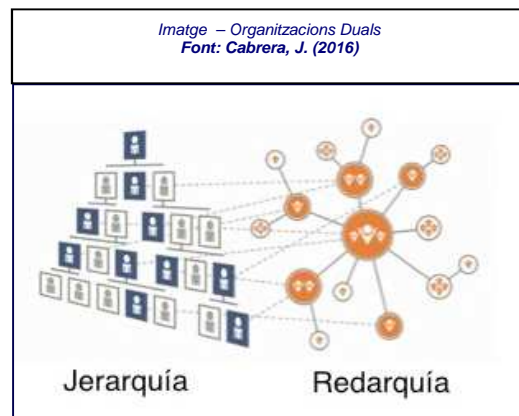 Imatge – Organitzacions Duals
Font: Cabrera, J. (2016)
Jerarquía
Redarquía